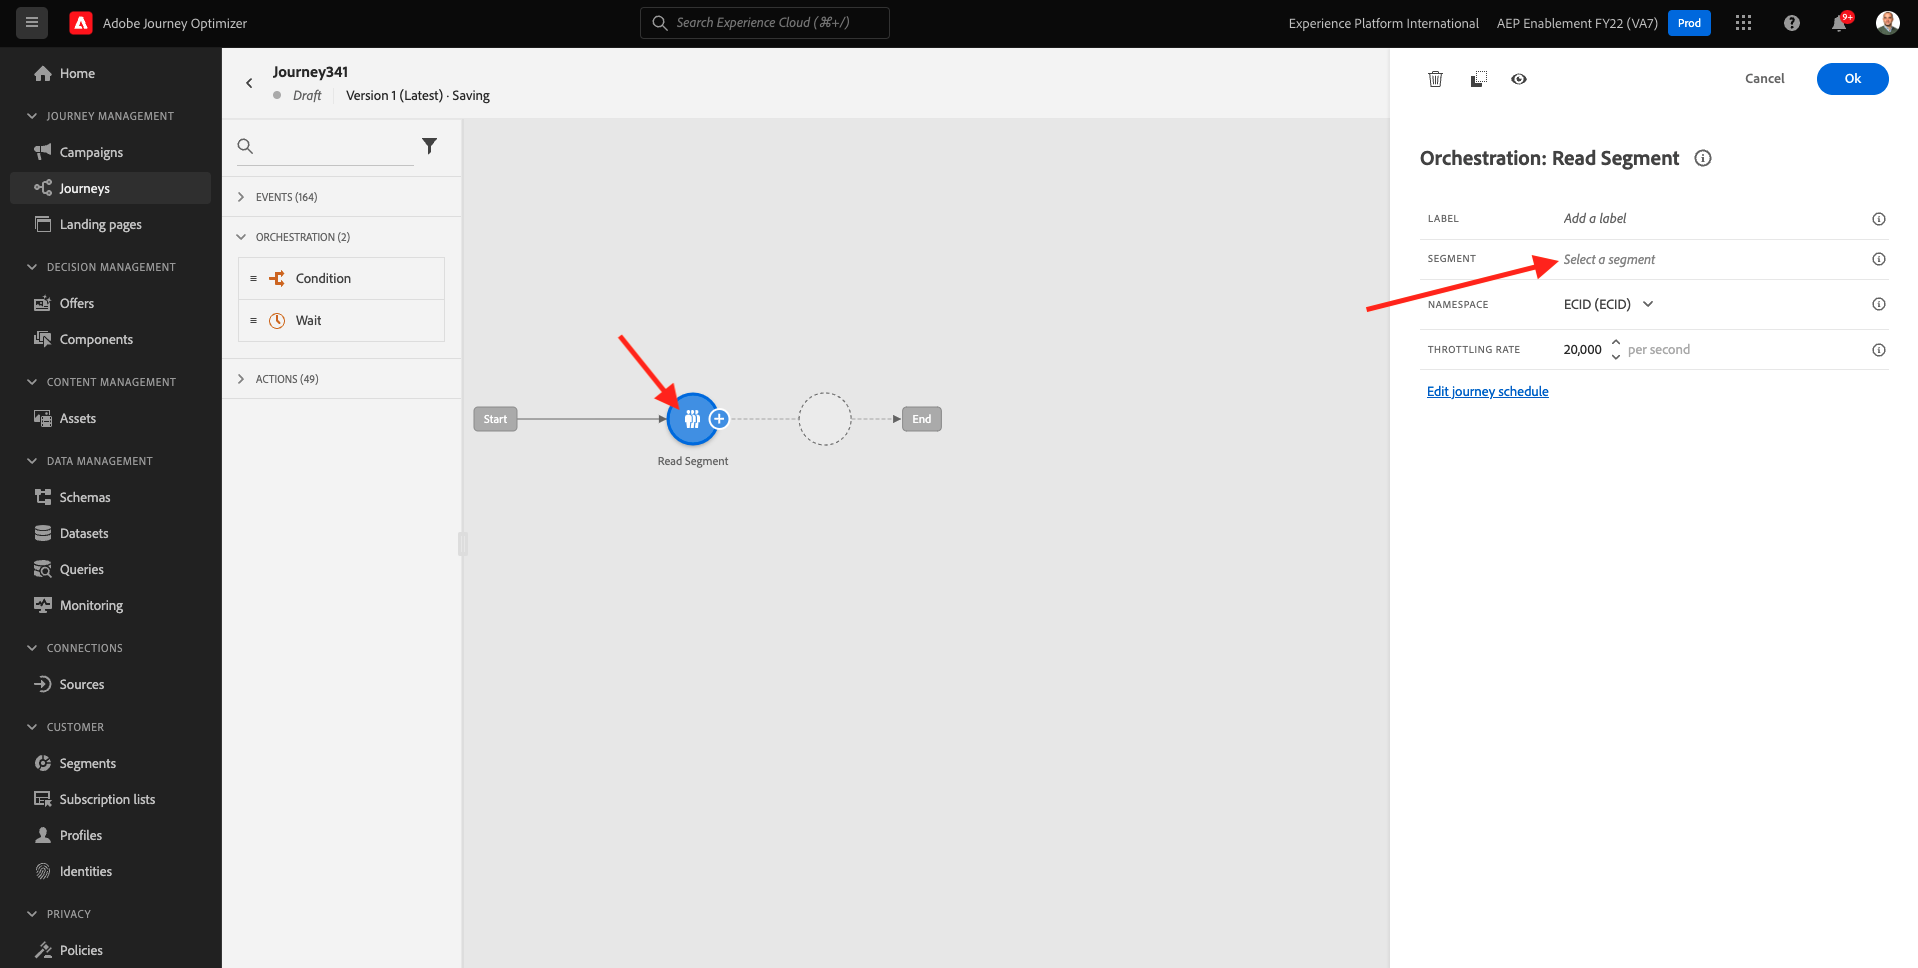 Adobe Journey Optimizer
Search Experience Cloud (⌘+/)
Experience Platform International
AEP Enablement FY22 (VA7)
Prod
9+
Home
JOURNEY MANAGEMENT
Campaigns
Journeys
Landing pages
DECISION MANAGEMENT
Offers
Components
CONTENT MANAGEMENT
Assets
DATA MANAGEMENT
Schemas
Datasets
Queries
Monitoring
CONNECTIONS
Sources
CUSTOMER
Segments
Subscription lists
Profiles
Identities
PRIVACY
Policies
Journey341
Draft
Version 1 (Latest) · Saving
EVENTS (164)
ORCHESTRATION (2)
Condition
Wait
ACTIONS (49)
Start
Read Segment
End
Cancel
Ok
Orchestration: Read Segment
LABEL
Add a label
SEGMENT
Select a segment
NAMESPACE
ECID (ECID)
THROTTLING RATE
20,000 per second
Edit journey schedule